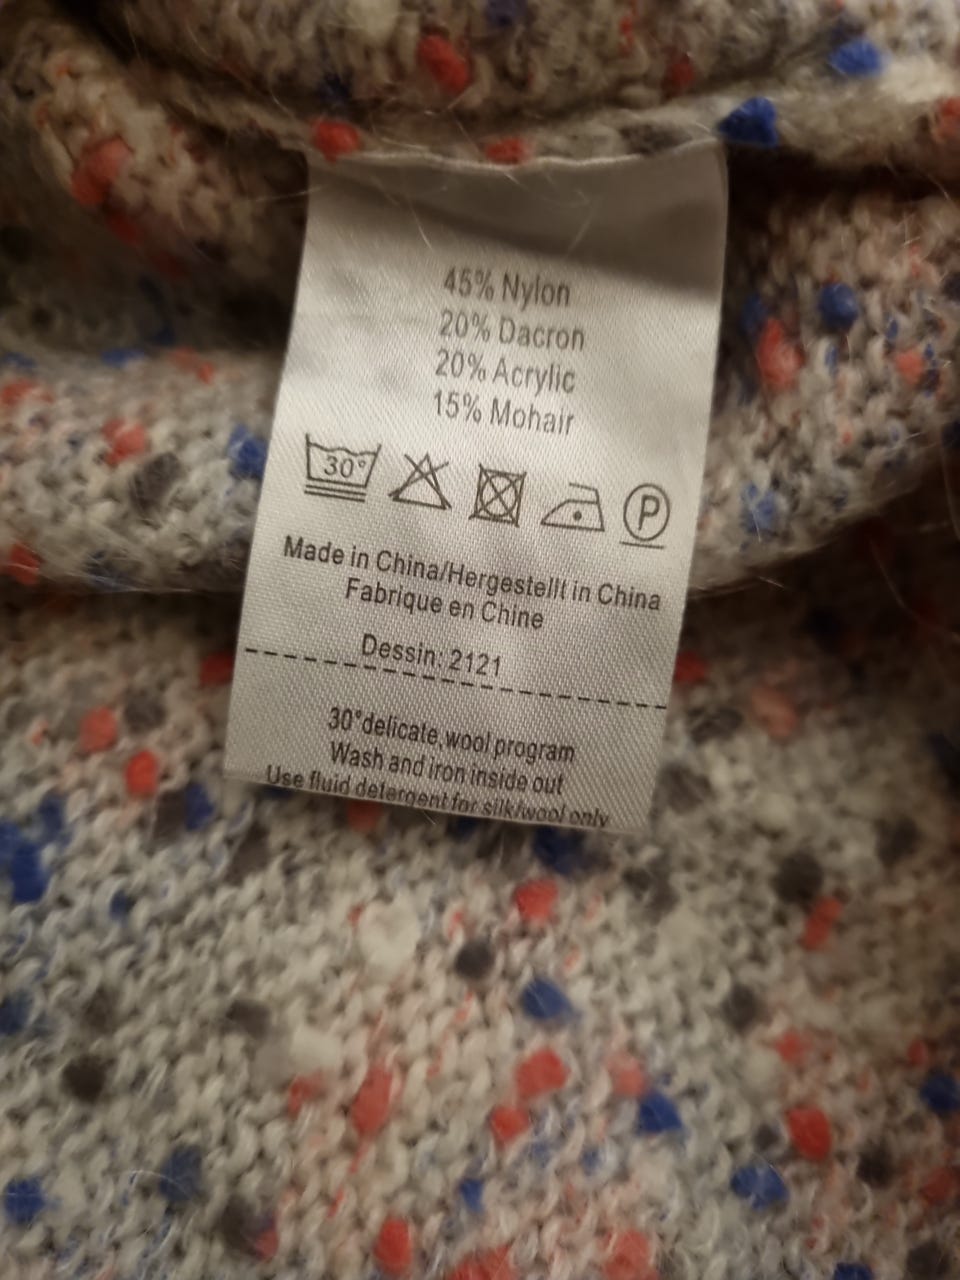 45% Nylon
20% Dacron
20% Acrylic
15% Mohair
30° P
Made in China/Hergestellt in China
Fabrique en Chine
Dessin: 2121
30°delicate,wool program
Wash and iron inside out
Use fluid detergent for silk/wool only